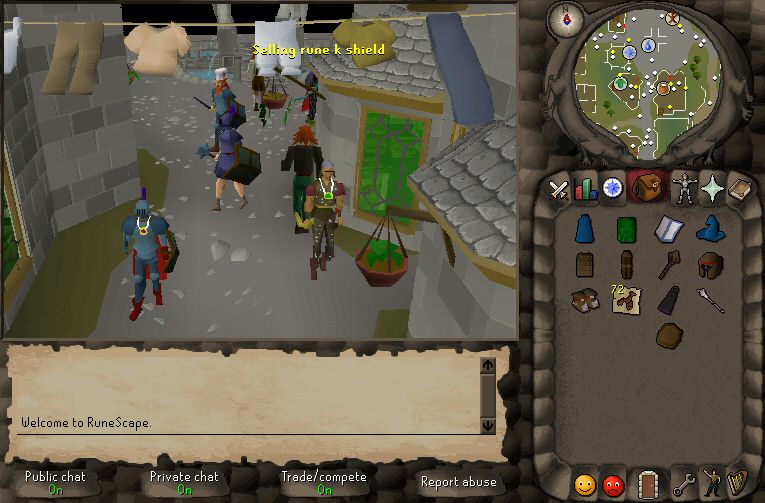 Selling rune k shield
N
72
Welcome to RuneScape.
Public chat
On
Private chat
On
Trade/compete
On
Report abuse